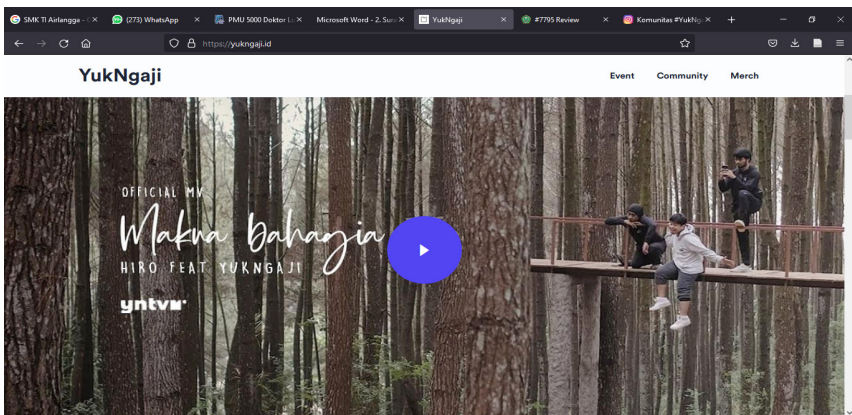 SMK TI Airlangga -
(273) WhatsApp
PMU 5000 Doktor L
Microsoft Word - 2. Sur
YukNgaji
#7795 Review
Komunitas #YukNg
https://yukngaji.id
YukNgaji
Event
Community
Merch
OFFICIAL MV
Makna bahagia
HIRO FEAT YUKNGAJI
yntv